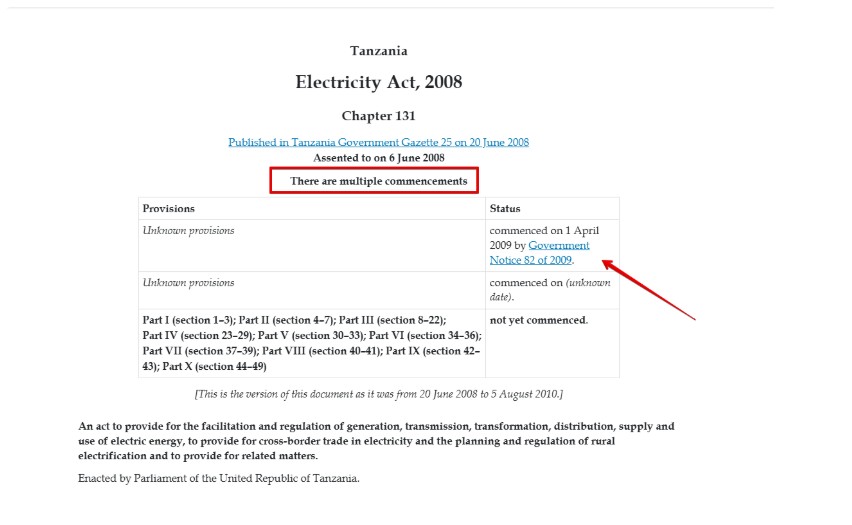 Tanzania
Electricity Act, 2008
Chapter 131
Published in Tanzania Government Gazette 25 on 20 June 2008
Assented to on 6 June 2008
There are multiple commencements
Provisions
Status
Unknown provisions
commenced on 1 April
2009 by Government
Notice 82 of 2009.
Unknown provisions
commenced on (unknown
date).
Part I (section 1–3); Part II (section 4–7); Part III (section 8–22);
Part IV (section 23–29); Part V (section 30–33); Part VI (section 34–36);
Part VII (section 37–39); Part VIII (section 40–41); Part IX (section 42–
43); Part X (section 44–49)
not yet commenced.
[This is the version of this document as it was from 20 June 2008 to 5 August 2010.]
An act to provide for the facilitation and regulation of generation, transmission, transformation, distribution, supply and
use of electric energy, to provide for cross-border trade in electricity and the planning and regulation of rural
electrification and to provide for related matters.
Enacted by Parliament of the United Republic of Tanzania.